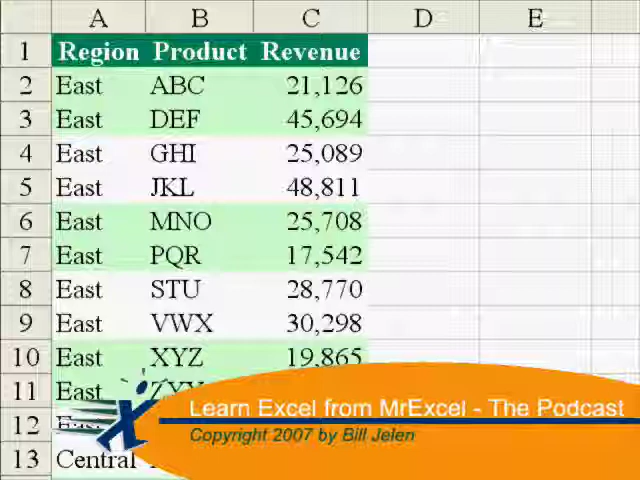 A B C D E
1 Region Product Revenue
2 East ABC 21,126
3 East DEF 45,694
4 East GHI 25,089
5 East JKL 48,811
6 East MNO 25,708
7 East PQR 17,542
8 East STU 28,770
9 East VWX 30,298
10 East XYZ 19,865
11 East
12 East
13 Central
Learn Excel from MrExcel - The Podcast
Copyright 2007 by Bill Jelen